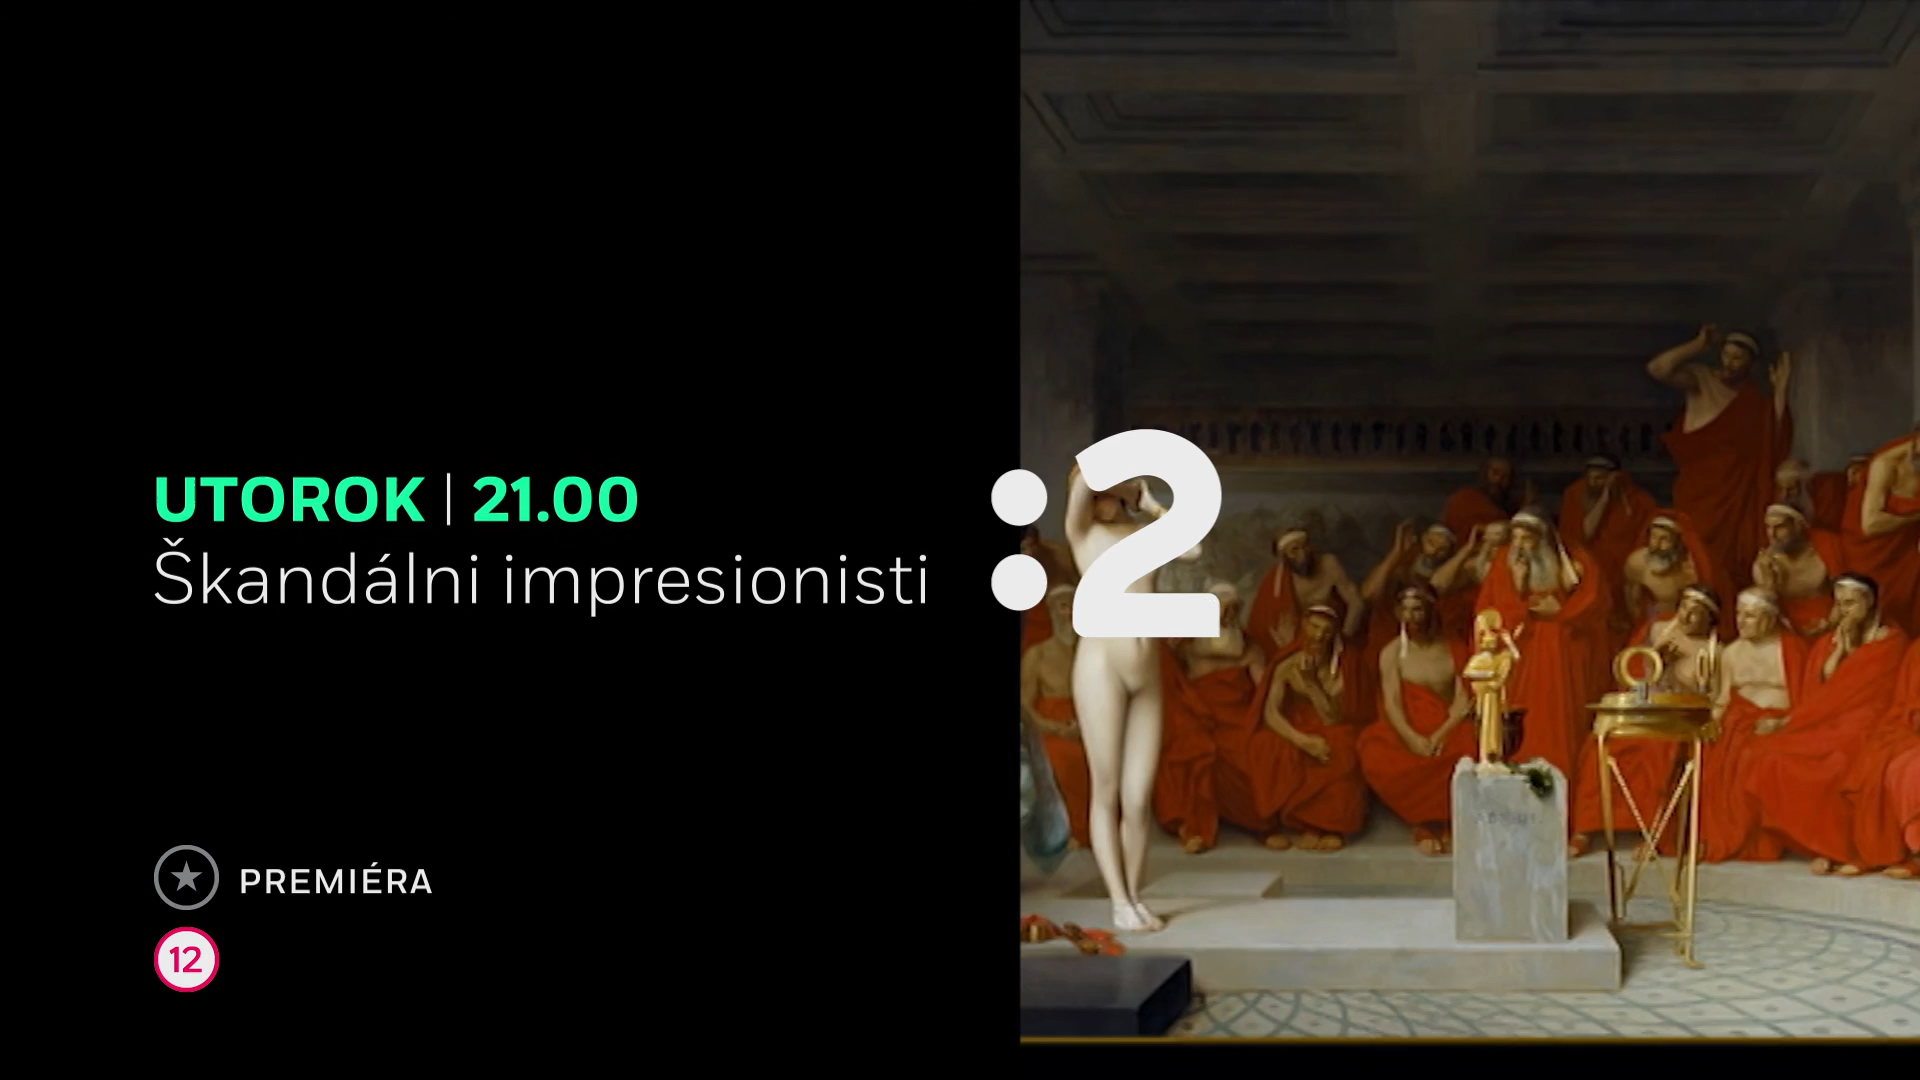 UTOROK | 21.00
Škandálni impresionisti
:2
PREMIÉRA
12